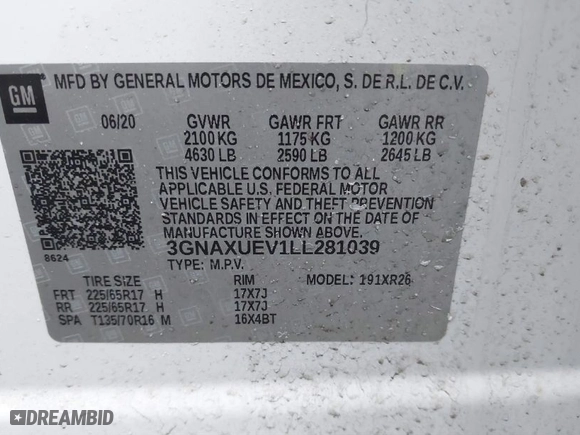 GM
MFD BY GENERAL MOTORS DE MEXICO, S. DE R.L. DE C.V.
06/20 GVWR GAWR FRT GAWR RR
2100 KG 1175 KG 1200 KG
4630 LB 2590 LB 2645 LB
THIS VEHICLE CONFORMS TO ALL
APPLICABLE U.S. FEDERAL MOTOR
VEHICLE SAFETY AND THEFT PREVENTION
STANDARDS IN EFFECT ON THE DATE OF
MANUFACTURE SHOWN ABOVE.
8624 3GNAXUEV1LL281039
TYPE: M.P.V. 191XR26
TIRE SIZE RIM
FRT 225/65R17 H 17X7J
RR 225/65R17 H 17X7J
SPA T135/70R16 M 16X4BT
DREAMBID